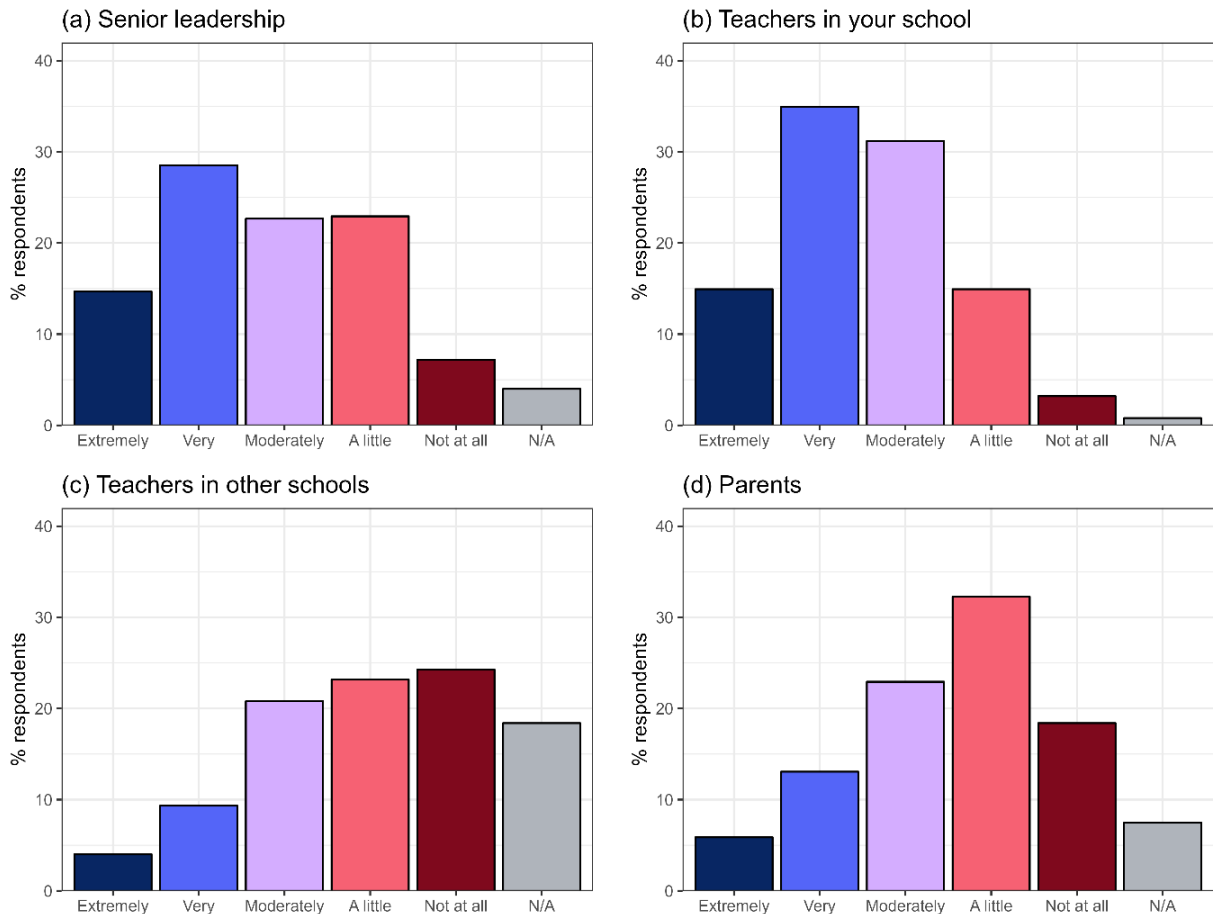 (a) Senior leadership
% respondents
40
30
20
10
0
Extremely Very Moderately A little Not at all N/A
(b) Teachers in your school
% respondents
40
30
20
10
0
Extremely Very Moderately A little Not at all N/A
(c) Teachers in other schools
% respondents
40
30
20
10
0
Extremely Very Moderately A little Not at all N/A
(d) Parents
% respondents
40
30
20
10
0
Extremely Very Moderately A little Not at all N/A